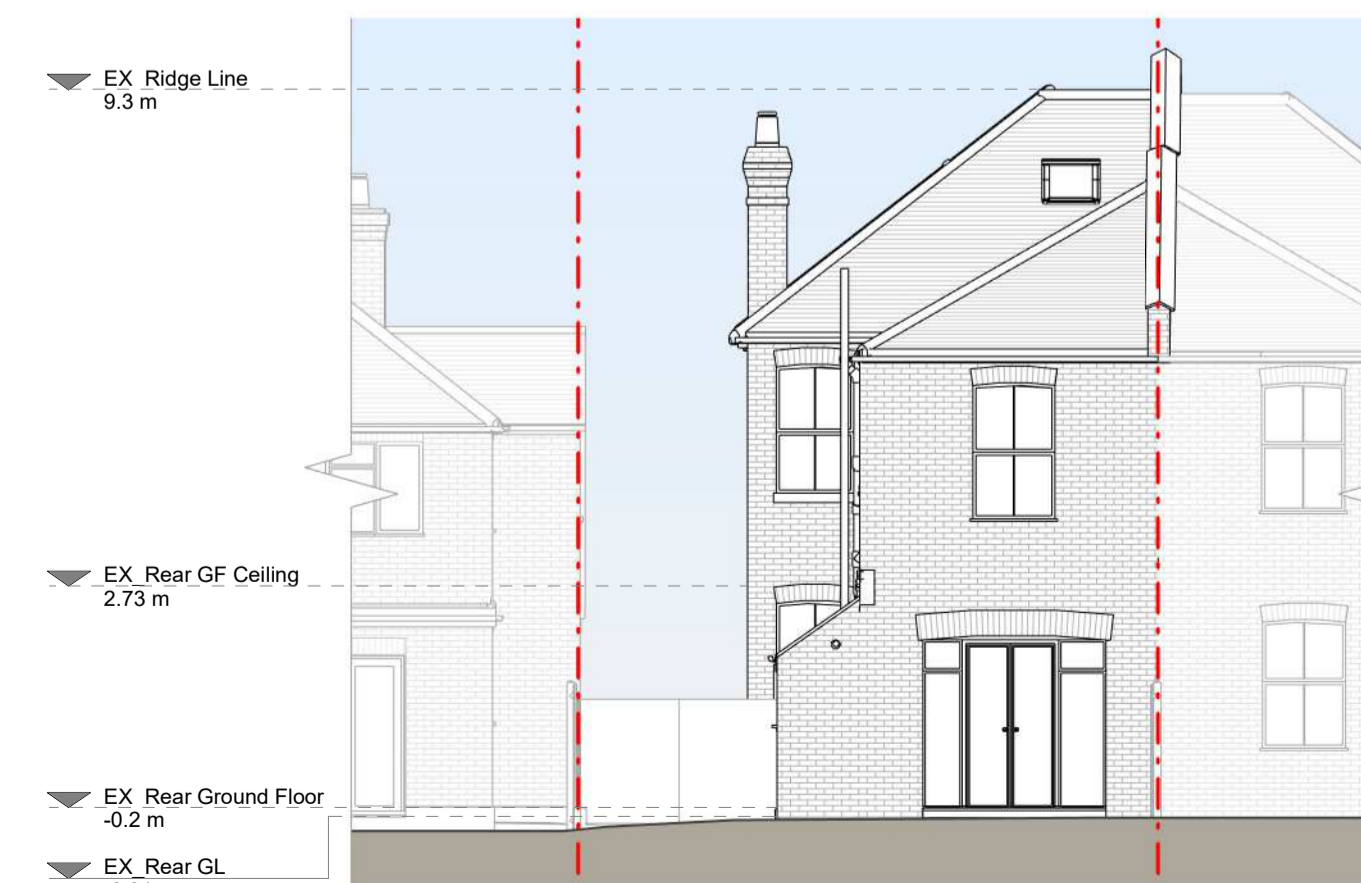 EX_Ridge Line
9.3 m
EX_Rear GF Ceiling
2.73 m
EX_Rear Ground Floor
-0.2 m
EX_Rear GL